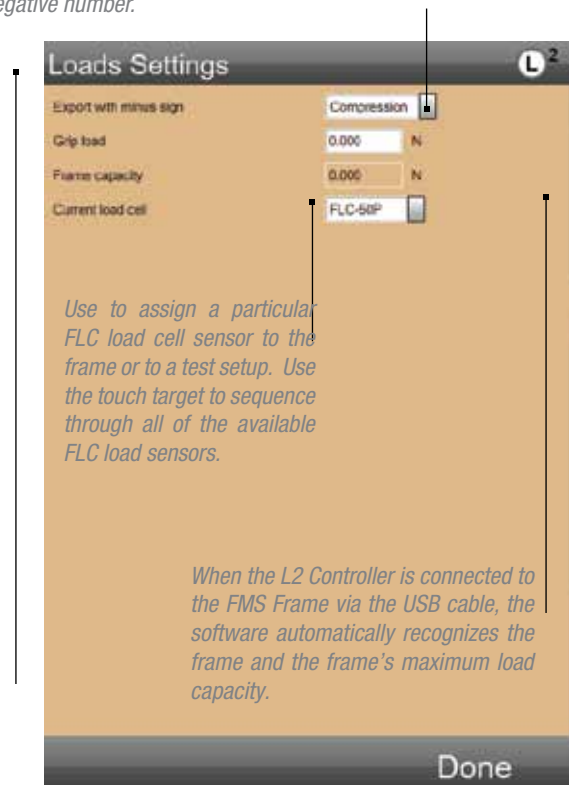 egative number.
Loads Settings
L2
Export with minus sign Compression
Grip load 0.000 N
Frame capacity 0.000 N
Current load cell FLC-50P
Use to assign a particular
FLC load cell sensor to the
frame or to a test setup. Use
the touch target to sequence
through all of the available
FLC load sensors.
When the L2 Controller is connected to
the FMS Frame via the USB cable, the
software automatically recognizes the
frame and the frame's maximum load
capacity.
Done